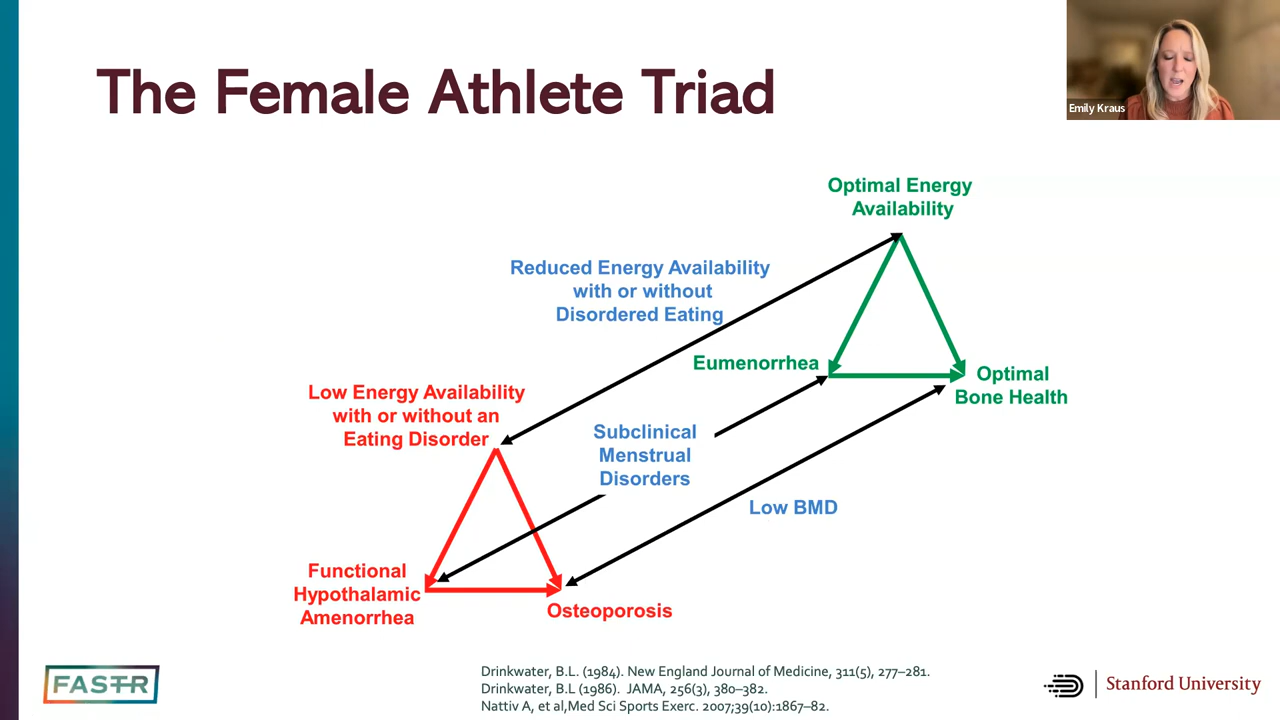 The Female Athlete Triad
Emily Kraus
Optimal Energy
Availability
Reduced Energy Availability
with or without
Disordered Eating
Eumenorrhea
Optimal
Bone Health
Low Energy Availability
with or without an
Eating Disorder
Subclinical
Menstrual
Disorders
Low BMD
Functional
Hypothalamic
Amenorrhea
Osteoporosis
FASTR
Drinkwater, B.L. (1984). New England Journal of Medicine, 311(5), 277–281.
Drinkwater, B.L (1986). JAMA, 256(3), 380–382.
Nattiv A, et al,Med Sci Sports Exerc. 2007;39(10):1867–82.
Stanford University